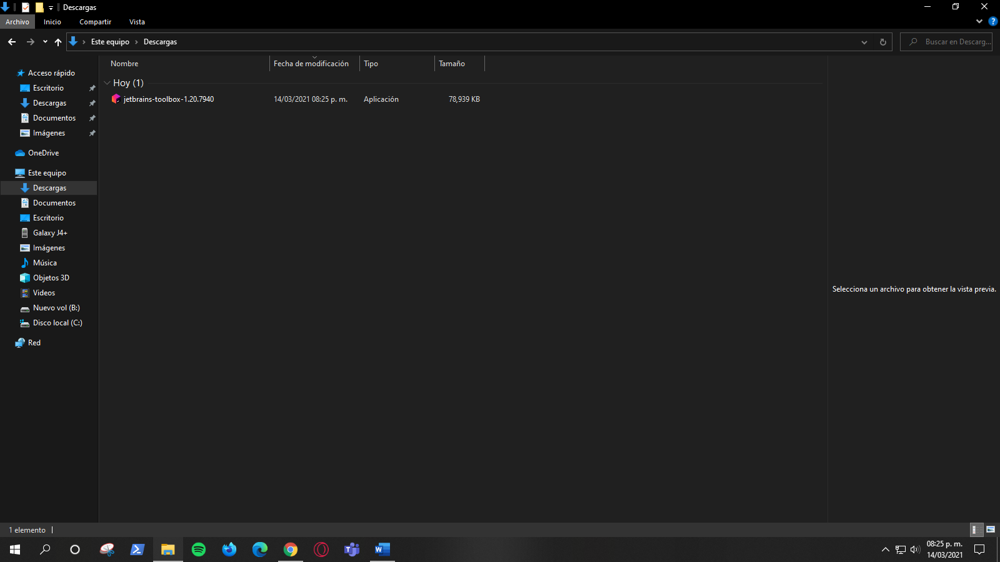 Descargas
Archivo Inicio Compartir Vista
Este equipo Descargas Buscar en Descarg...
Nombre Fecha de modificación Tipo Tamaño
Hoy (1)
jetbrains-toolbox-1.20.7940 14/03/2021 08:25 p. m. Aplicación 78,939 KB
Acceso rápido
Escritorio
Descargas
Documentos
Imágenes
OneDrive
Este equipo
Descargas
Documentos
Escritorio
Galaxy J4+
Imágenes
Música
Objetos 3D
Videos
Nuevo vol (B:)
Disco local (C:)
Red
Selecciona un archivo para obtener la vista previa.
1 elemento
08:25 p. m.
14/03/2021